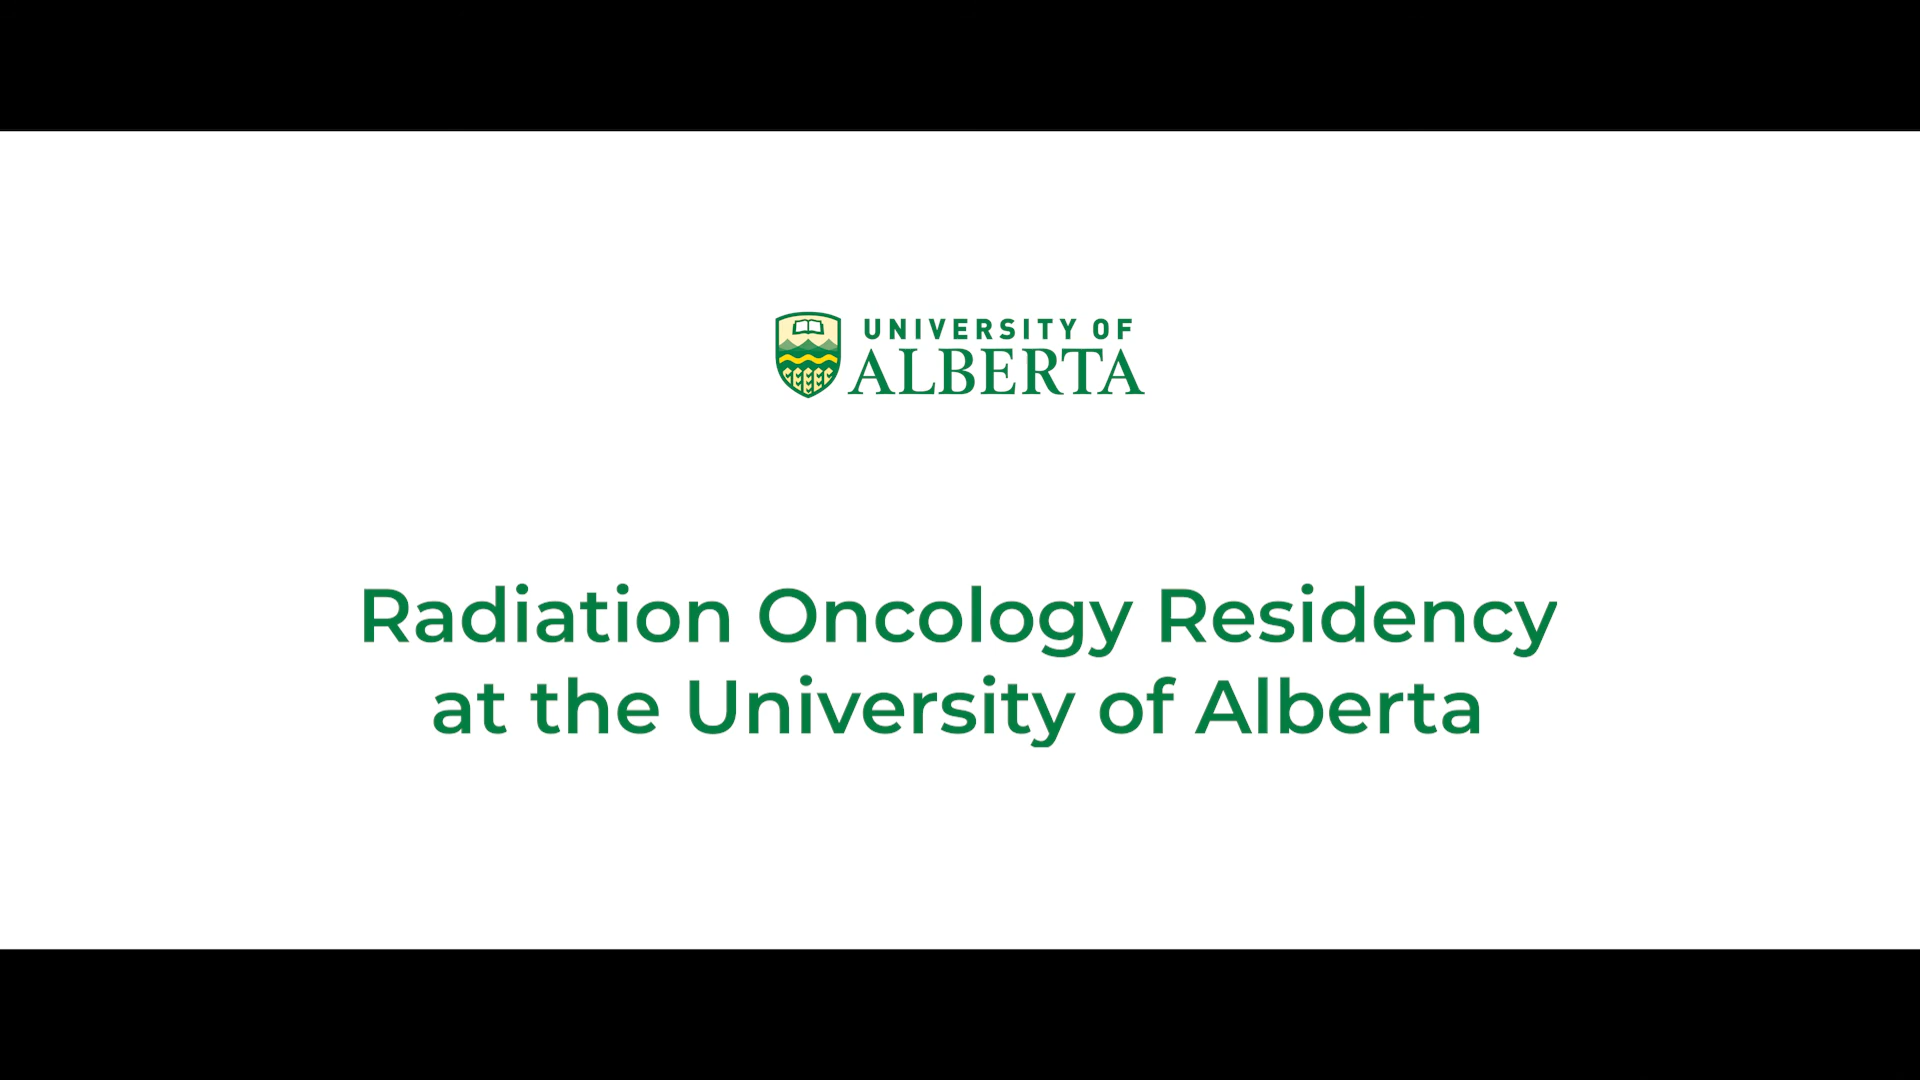 UNIVERSITY OF
ALBERTA
Radiation Oncology Residency
at the University of Alberta